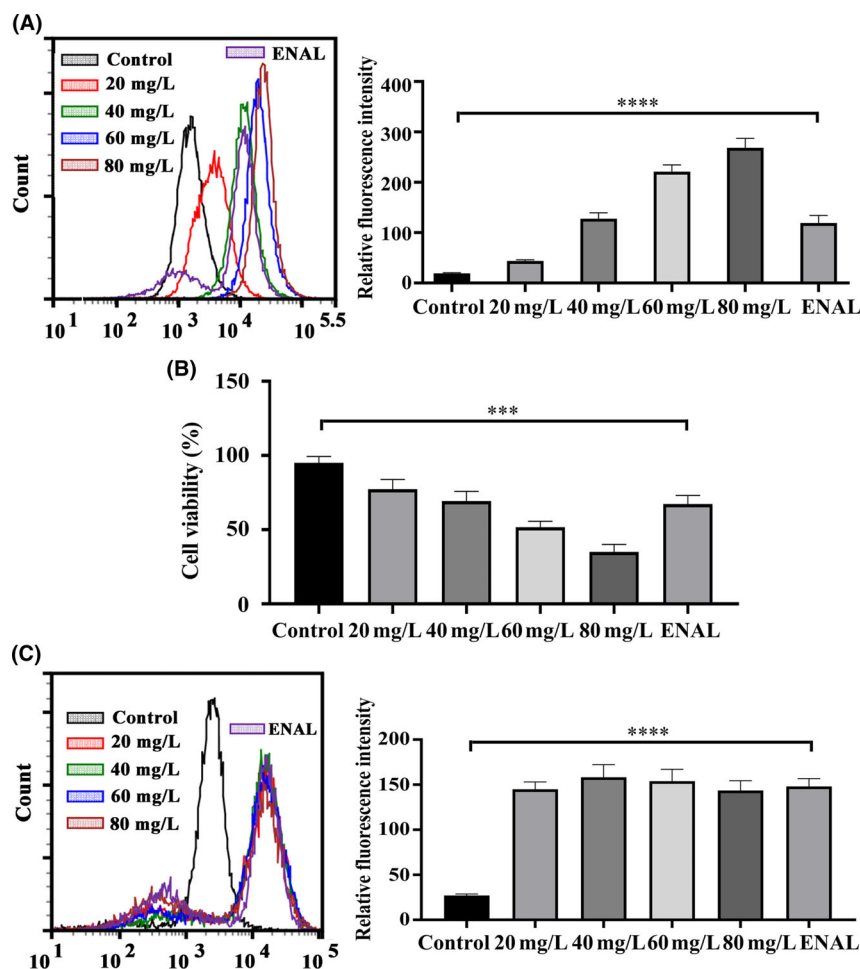 (A)
Control
20 mg/L
40 mg/L
60 mg/L
80 mg/L
ENAL
Count
10^1 10^2 10^3 10^4 10^5.5
Relative fluorescence intensity
400
300
200
100
0
****
Control 20 mg/L 40 mg/L 60 mg/L 80 mg/L ENAL
(B)
Cell viability (%)
150
100
50
0
***
Control 20 mg/L 40 mg/L 60 mg/L 80 mg/L ENAL
(C)
Control
20 mg/L
40 mg/L
60 mg/L
80 mg/L
ENAL
Count
10^1 10^2 10^3 10^4 10^5
Relative fluorescence intensity
200
150
100
50
0
****
Control 20 mg/L 40 mg/L 60 mg/L 80 mg/L ENAL